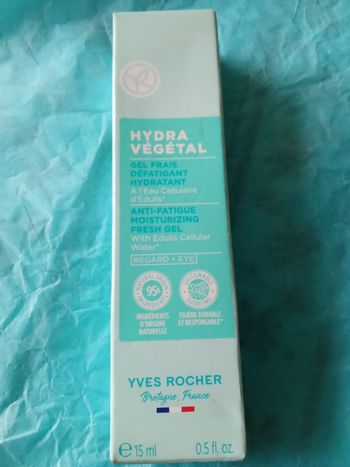 HYDRA
VÉGÉTAL
GEL FRAIS
DÉFATIGANT
HYDRATANT
À l'Eau Cellulaire
d'Edulis*
ANTI-FATIGUE
MOISTURIZING
FRESH GEL
With Edulis Cellular
Water*
REGARD • EYE
95%
INGRÉDIENTS
D'ORIGINE
NATURELLE
FILIÈRE DURABLE
ET RESPONSABLE*
YVES ROCHER
Bretagne, France
℮ 15 ml 0.5 fl. oz.